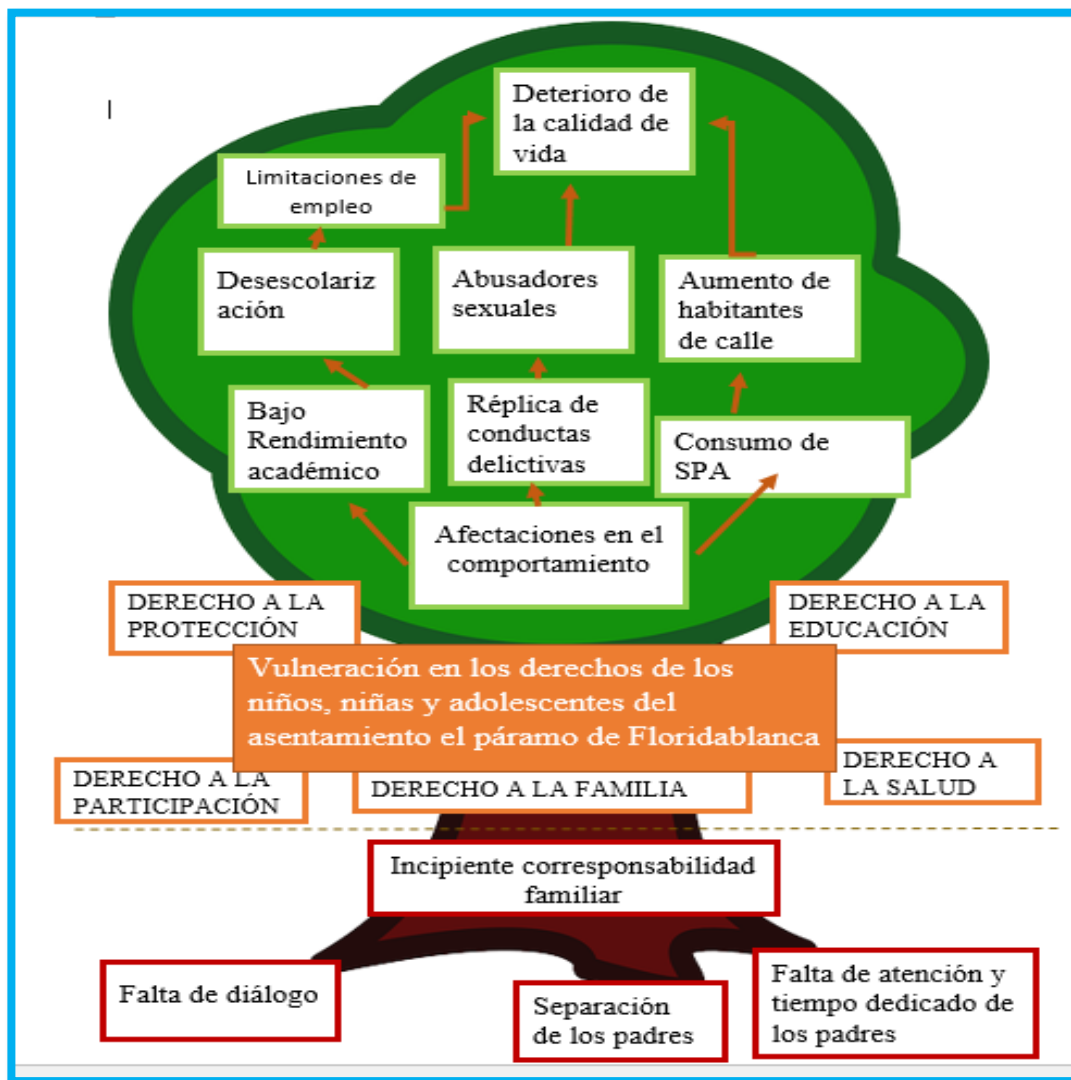 Deterioro de
la calidad de
vida
Limitaciones de
empleo
Desescolariz
ación
Abusadores
sexuales
Aumento de
habitantes
de calle
Bajo
Rendimiento
académico
Réplica de
conductas
delictivas
Consumo de
SPA
Afectaciones en el
comportamiento
DERECHO A LA
PROTECCIÓN
DERECHO A LA
EDUCACIÓN
Vulneración en los derechos de los
niños, niñas y adolescentes del
asentamiento el páramo de Floridablanca
DERECHO A LA
PARTICIPACIÓN
DERECHO A LA FAMILIA
DERECHO A
LA SALUD
Incipiente corresponsabilidad
familiar
Falta de diálogo
Separación
de los padres
Falta de atención y
tiempo dedicado de
los padres